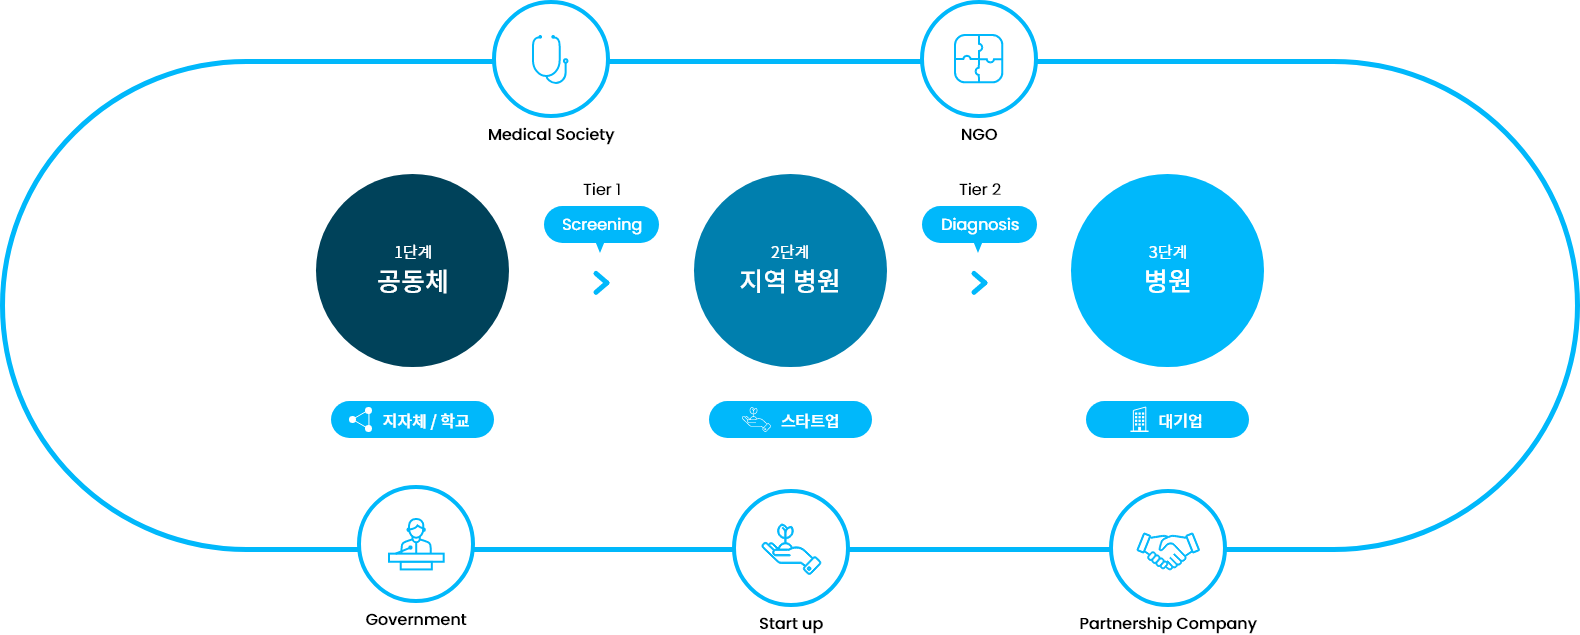 Medical Society
NGO
Tier 1
Tier 2
Screening
Diagnosis
1단계
공동체
2단계
지역 병원
3단계
병원
지자체 / 학교
스타트업
대기업
Government
Start up
Partnership Company